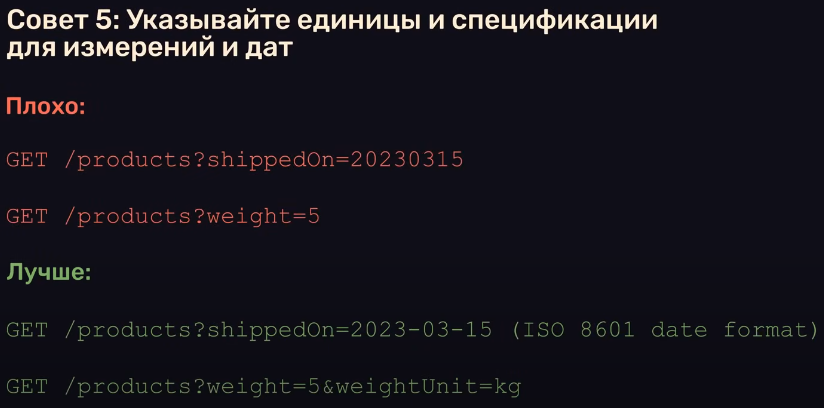 Совет 5: Указывайте единицы и спецификации
для измерений и дат
Плохо:
GET /products?shippedOn=20230315
GET /products?weight=5
Лучше:
GET /products?shippedOn=2023-03-15 (ISO 8601 date format)
GET /products?weight=5&weightUnit=kg